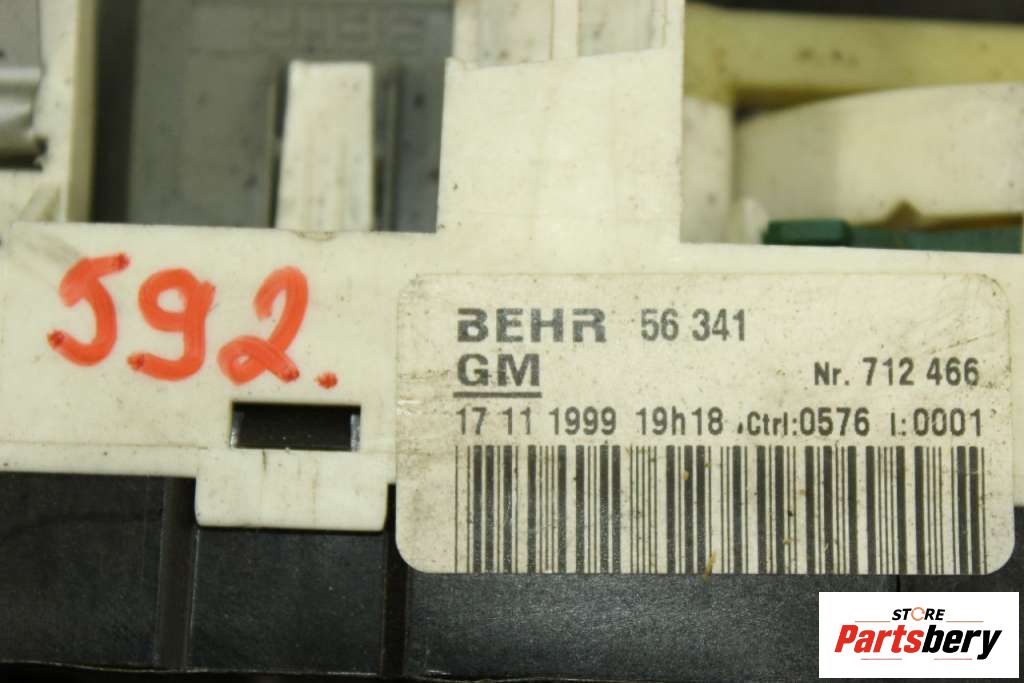 592.
BEHR 56 341
GM Nr. 712 466
17 11 1999 19h18 Ctrl:0576 I:0001
STORE
Partsbery